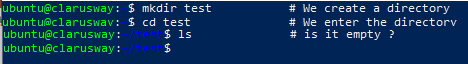 ubuntu@clarusway:~$ mkdir test # We create a directory
ubuntu@clarusway:~$ cd test # We enter the directory
ubuntu@clarusway:~/test$ ls # is it empty ?
ubuntu@clarusway:~/test$